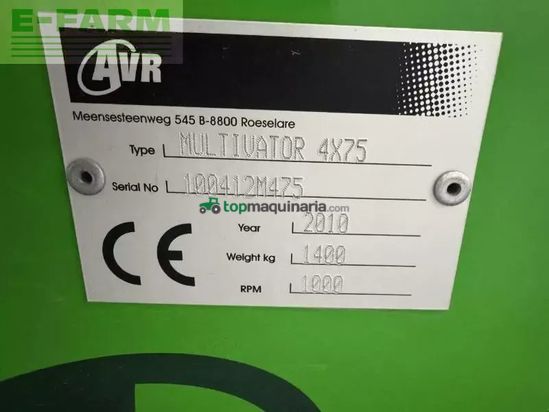 E-FARM
AVR
Meensesteenweg 545 B-8800 Roeselare
Type MULTIVATOR 4X75
Serial No 100412M475
topmaquinaria.com
Year 2010
Weight kg 1400
RPM 1000
CE